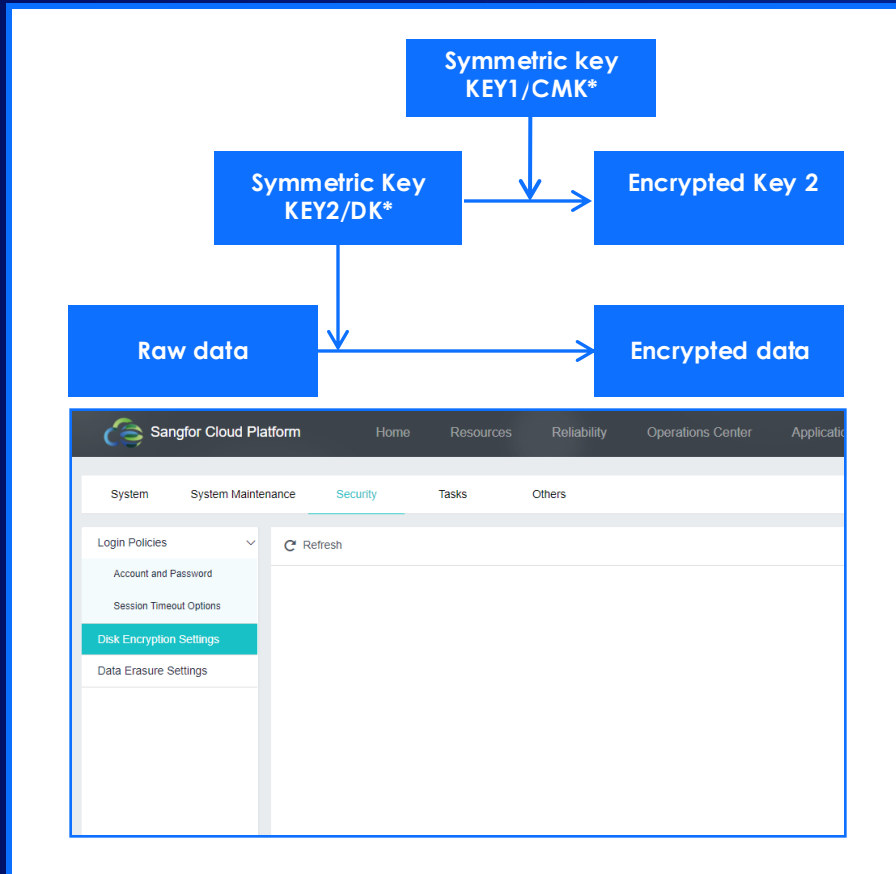 Symmetric key
KEY1/CMK*
Symmetric Key
KEY2/DK*
Encrypted Key 2
Raw data
Encrypted data
Sangfor Cloud Platform Home Resources Reliability Operations Center Applicatio
System System Maintenance Security Tasks Others
Login Policies
Refresh
Account and Password
Session Timeout Options
Disk Encryption Settings
Data Erasure Settings